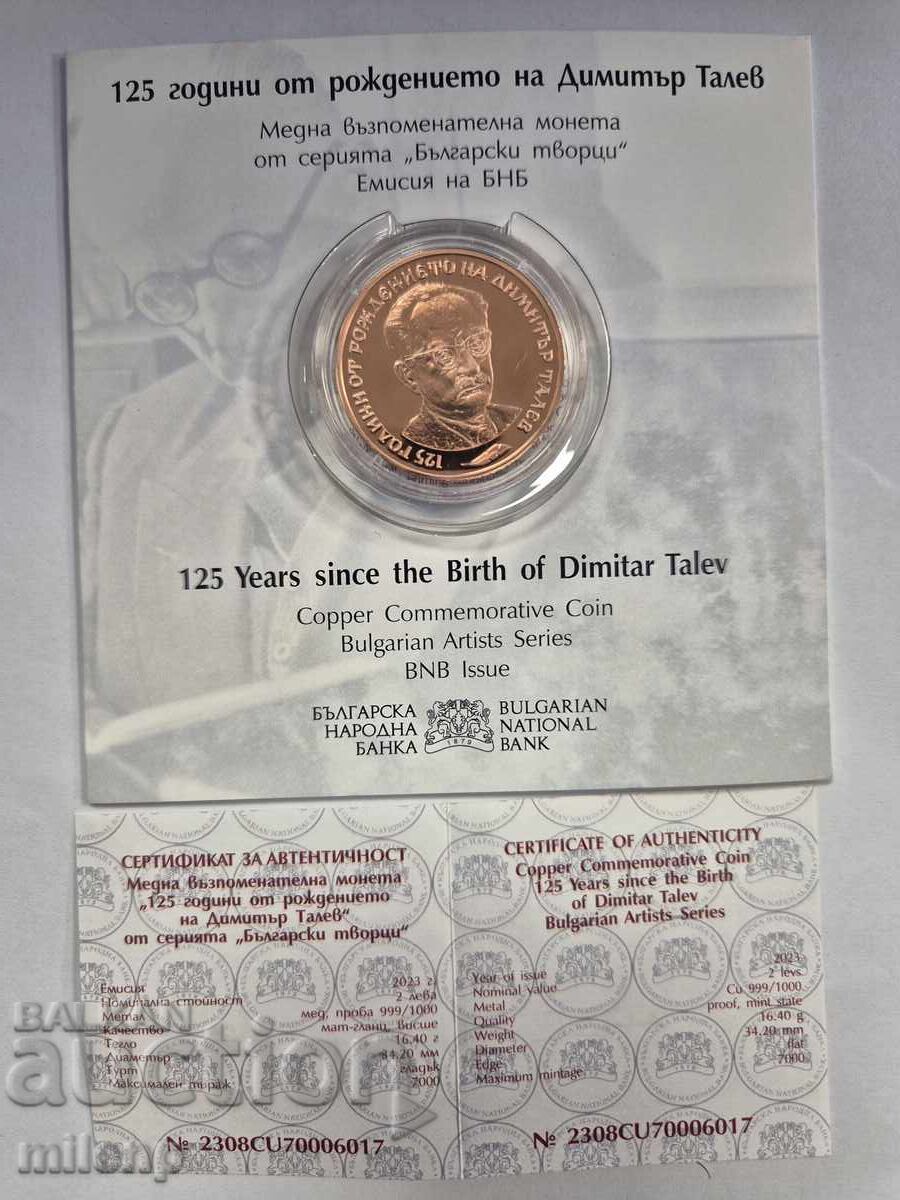 125 години от рождението на Димитър Талев
Медна възпоменателна монета
от серията „Български творци“
Емисия на БНБ
125 ГОДИНИ ОТ РОЖДЕНИЕТО НА ДИМИТЪР ТАЛЕВ
125 Years since the Birth of Dimitar Talev
Copper Commemorative Coin
Bulgarian Artists Series
BNB Issue
БЪЛГАРСКА
НАРОДНА
БАНКА
1879
BULGARIAN
NATIONAL
BANK
СЕРТИФИКАТ ЗА АВТЕНТИЧНОСТ
Медна възпоменателна монета
„125 години от рождението
на Димитър Талев“
от серията „Български творци“
Емисия 2023 г.
Номинална стойност 2 лева
Метал мед, проба 999/1000
Качество мат-гланц, висше
Тегло 16.40 г
Диаметър 34.20 мм
Гурт гладък
Максимален тираж 7000
№ 2308CU70006017
CERTIFICATE OF AUTHENTICITY
Copper Commemorative Coin
125 Years since the Birth
of Dimitar Talev
Bulgarian Artists Series
Year of issue 2023
Nominal value 2 levs
Metal Cu 999/1000
Quality proof, mint state
Weight 16.40 g
Diameter 34.20 mm
Edge flat
Maximum mintage 7000
№ 2308CU70006017
BALKAN
auction
milenp